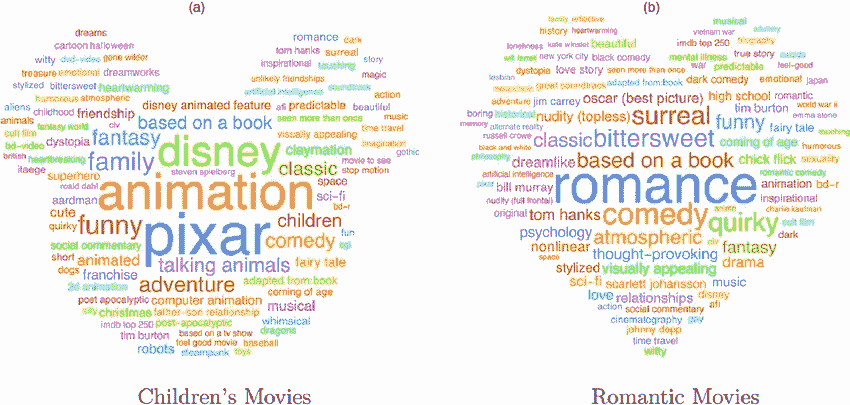 (a)
dreams
romance dark
cartoon halloween
tom hanks surreal
witty dvd-video gene wilder
inspirational touching story
treasure emotional dreamworks
unlikely friendships magic
stylized bittersweet heartwarming
artificial intelligence soundtrack action
aliens humorous atmospheric
disney animated feature afi predictable beautiful
animals childhood friendship
based on a book seen more than once music
cult film fantasy world clv
fantasy visually appealing time travel
bd-video dystopia
disney claymation imagination
british heartbreaking family classic movie to see gothic
itaege steven spielberg stop motion
superhero space
roald dahl animation sci-fi
aardman bd-r
cute funny pixar children fun
quirky
social commentary comedy cgi
short animated talking animals fairy tale
dogs franchise
2d animation adventure adapted from:book
coming of age
post apocalyptic computer animation musical
silly christmas father-son relationship
imdb top 250 post-apocalyptic whimsical
tim burton based on a tv show dragons
feel good movie baseball
robots steampunk toys
Children's Movies
(b)
family reflective musical
history heartwarming vietnam war
loneliness kate winslet beautiful imdb top 250
will ferrell new york city black comedy mental illness true story
war predictable feel-good
dystopia love story seen more than once
lesbian adapted from:book dark comedy emotional japan
great soundtrack
adventure jim carrey oscar (best picture) high school romantic
boring historical nudity (topless) surreal tim burton world war ii
memory alternate reality funny emma stone
russell crowe classic bittersweet fairy tale touching
black and white coming of age humorous
philosophy dreamlike based on a book chick flick sexuality
artificial intelligence romantic comedy
pixar bill murray romance animation bd-r
nudity (full frontal) inspirational
original tom hanks comedy anime charlie kaufman
quirky cult film
psychology atmospheric clv dark
nonlinear thought-provoking fantasy
space
stylized visually appealing drama
sci-fi scarlett johansson music
love relationships disney
action social commentary afi
cinematography gay
johnny depp
time travel
witty
Romantic Movies